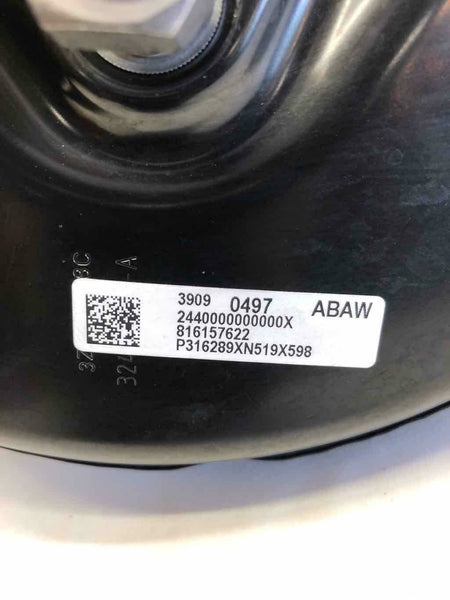 3909 0497 ABAW
2440000000000X
816157622
P316289XN519X598